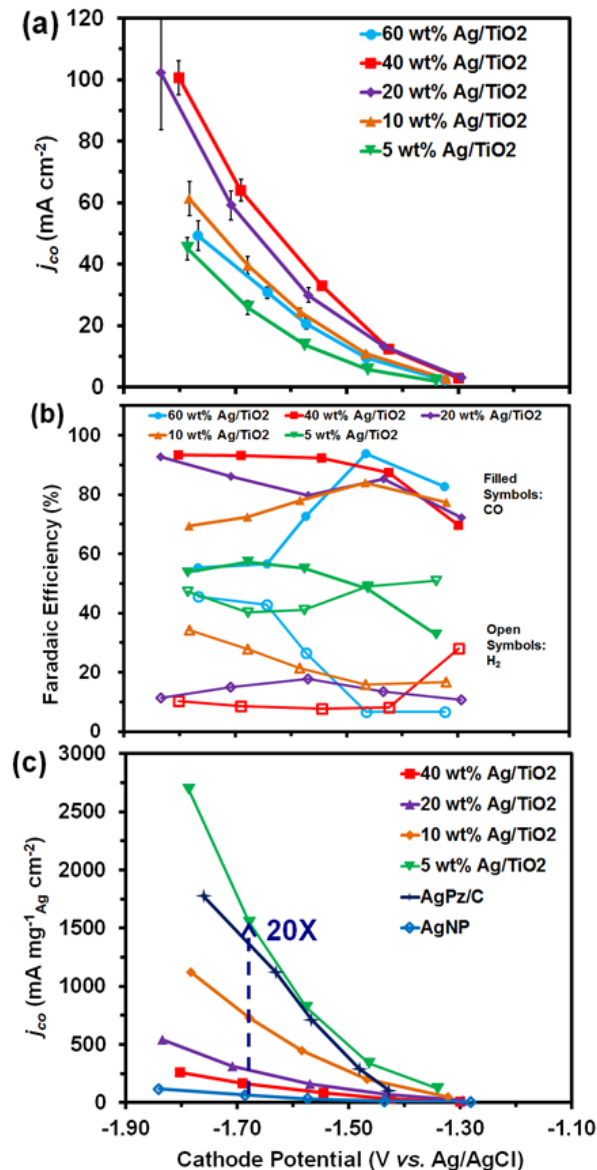 (a)
120
100
80
60
40
20
0
jco (mA cm-2)
60 wt% Ag/TiO2
40 wt% Ag/TiO2
20 wt% Ag/TiO2
10 wt% Ag/TiO2
5 wt% Ag/TiO2
(b)
60 wt% Ag/TiO2 40 wt% Ag/TiO2 20 wt% Ag/TiO2
10 wt% Ag/TiO2 5 wt% Ag/TiO2
100
80
60
40
20
0
Faradaic Efficiency (%)
Filled
Symbols:
CO
Open
Symbols:
H2
(c)
3000
2500
2000
1500
1000
500
0
jco (mA mg-1Ag cm-2)
40 wt% Ag/TiO2
20 wt% Ag/TiO2
10 wt% Ag/TiO2
5 wt% Ag/TiO2
AgPz/C
AgNP
20X
-1.90 -1.70 -1.50 -1.30 -1.10
Cathode Potential (V vs. Ag/AgCl)